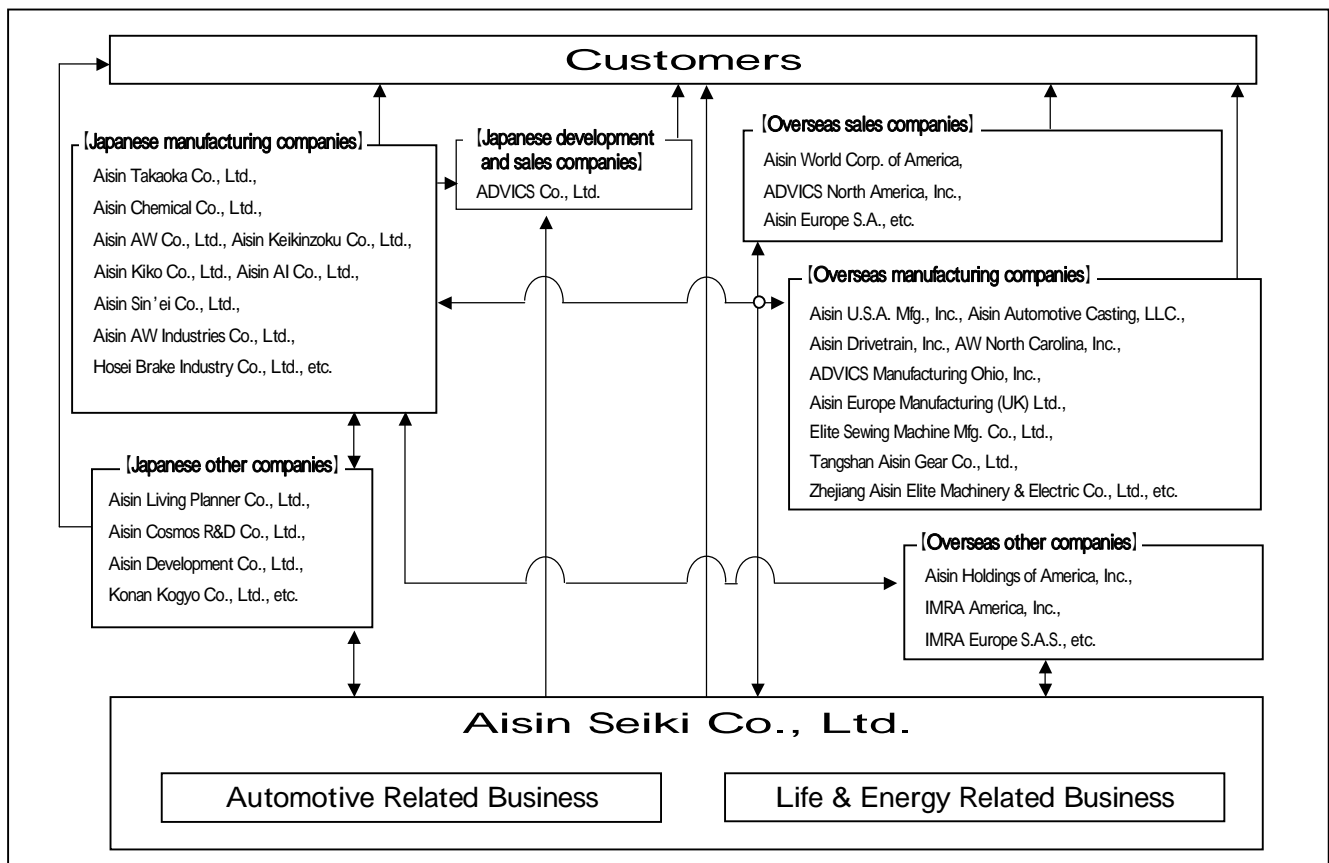 Customers
【Japanese manufacturing companies】
Aisin Takaoka Co., Ltd.,
Aisin Chemical Co., Ltd.,
Aisin AW Co., Ltd., Aisin Keikinzoku Co., Ltd.,
Aisin Kiko Co., Ltd., Aisin AI Co., Ltd.,
Aisin Sin'ei Co., Ltd.,
Aisin AW Industries Co., Ltd.,
Hosei Brake Industry Co., Ltd., etc.
【Japanese development
and sales companies】
ADVICS Co., Ltd.
【Overseas sales companies】
Aisin World Corp. of America,
ADVICS North America, Inc.,
Aisin Europe S.A., etc.
【Overseas manufacturing companies】
Aisin U.S.A. Mfg., Inc., Aisin Automotive Casting, LLC.,
Aisin Drivetrain, Inc., AW North Carolina, Inc.,
ADVICS Manufacturing Ohio, Inc.,
Aisin Europe Manufacturing (UK) Ltd.,
Elite Sewing Machine Mfg. Co., Ltd.,
Tangshan Aisin Gear Co., Ltd.,
Zhejiang Aisin Elite Machinery & Electric Co., Ltd., etc.
【Japanese other companies】
Aisin Living Planner Co., Ltd.,
Aisin Cosmos R&D Co., Ltd.,
Aisin Development Co., Ltd.,
Konan Kogyo Co., Ltd., etc.
【Overseas other companies】
Aisin Holdings of America, Inc.,
IMRA America, Inc.,
IMRA Europe S.A.S., etc.
Aisin Seiki Co., Ltd.
Automotive Related Business
Life & Energy Related Business